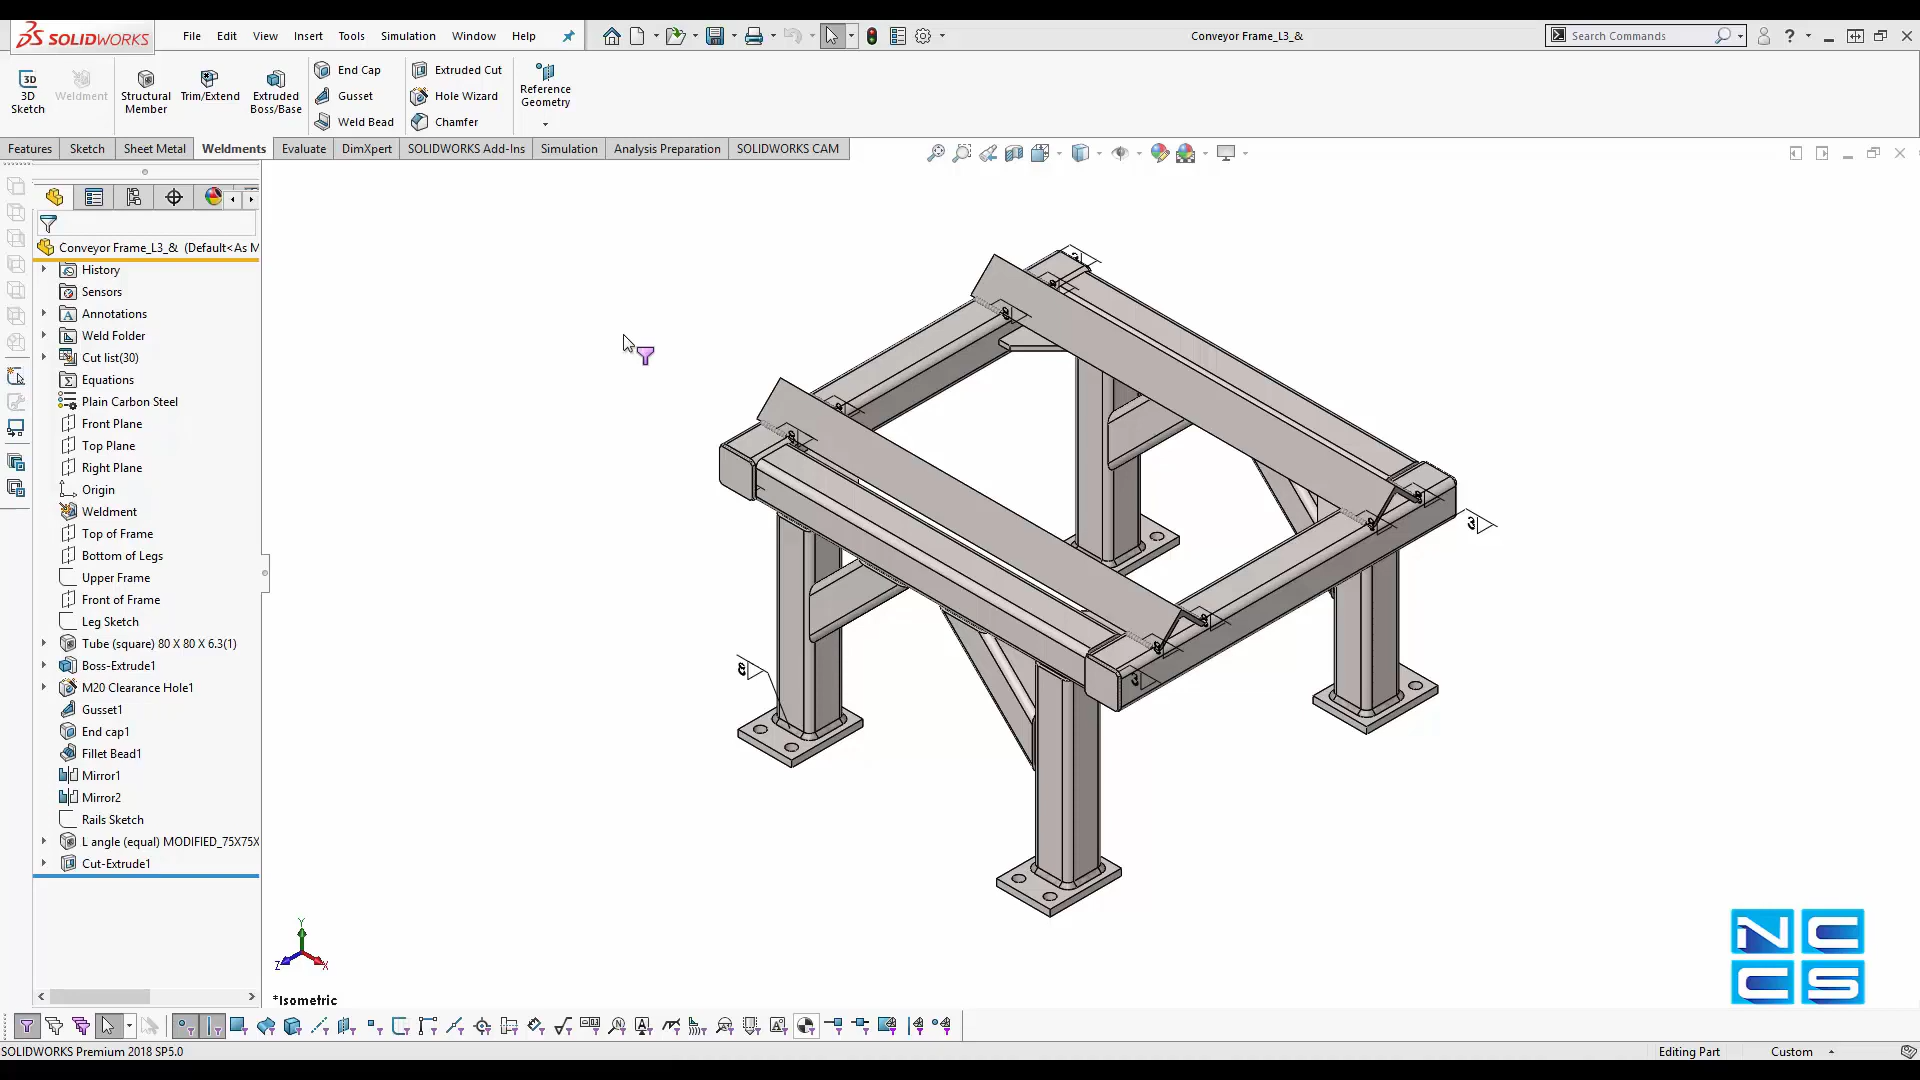 SOLIDWORKS
File Edit View Insert Tools Simulation Window Help
Conveyor Frame_L3_&
Search Commands
3D Sketch
Weldment
Structural Member
Trim/Extend
Extruded Boss/Base
End Cap
Gusset
Weld Bead
Extruded Cut
Hole Wizard
Chamfer
Reference Geometry
Features Sketch Sheet Metal Weldments Evaluate DimXpert SOLIDWORKS Add-Ins Simulation Analysis Preparation SOLIDWORKS CAM
Conveyor Frame_L3_& (Default<As M
History
Sensors
Annotations
Weld Folder
Cut list(30)
Equations
Plain Carbon Steel
Front Plane
Top Plane
Right Plane
Origin
Weldment
Top of Frame
Bottom of Legs
Upper Frame
Front of Frame
Leg Sketch
Tube (square) 80 X 80 X 6.3(1)
Boss-Extrude1
M20 Clearance Hole1
Gusset1
End cap1
Fillet Bead1
Mirror1
Mirror2
Rails Sketch
L angle (equal) MODIFIED_75X75X
Cut-Extrude1
Y
Z
X
*Isometric
NCCS
SOLIDWORKS Premium 2018 SP5.0
Editing Part
Custom